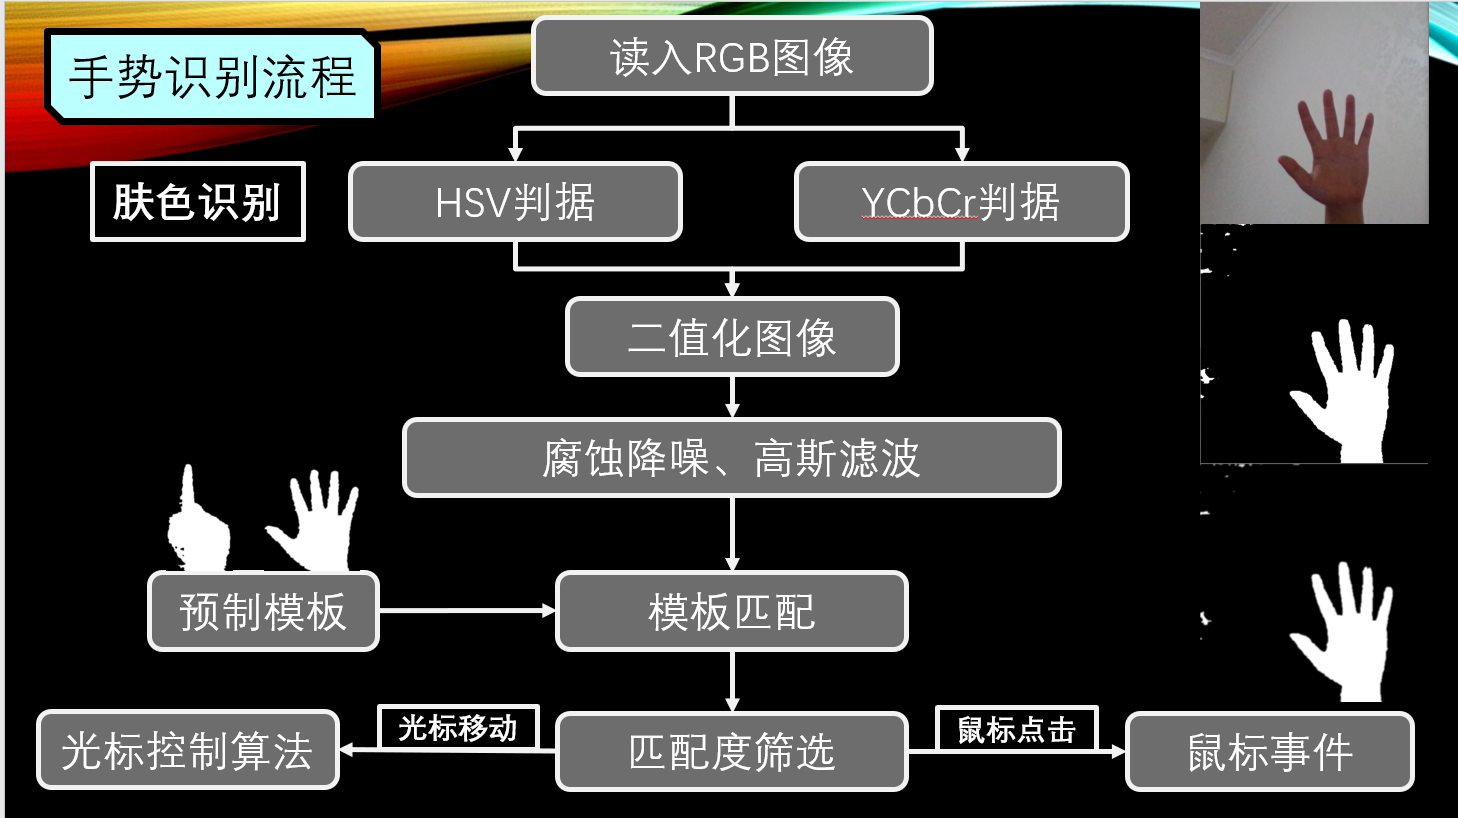 手势识别流程
读入RGB图像
肤色识别
HSV判据
YCbCr判据
二值化图像
腐蚀降噪、高斯滤波
预制模板
模板匹配
光标控制算法
光标移动
匹配度筛选
鼠标点击
鼠标事件